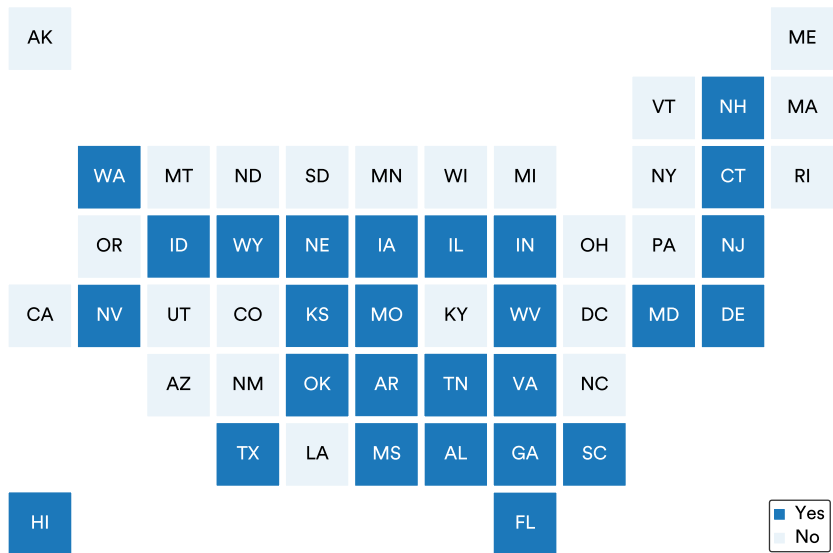 AK ME
VT NH MA
WA MT ND SD MN WI MI NY CT RI
OR ID WY NE IA IL IN OH PA NJ
CA NV UT CO KS MO KY WV DC MD DE
AZ NM OK AR TN VA NC
TX LA MS AL GA SC
HI FL
Yes
No